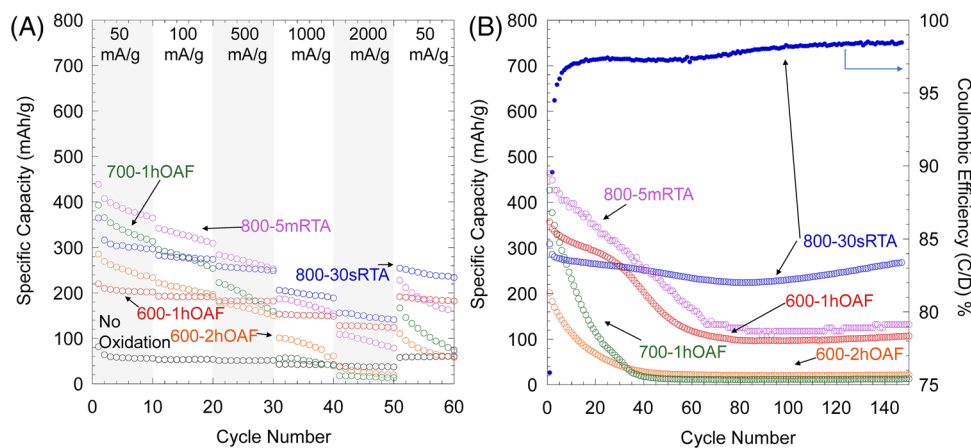 (A)
800
700
600
500
400
300
200
100
0
Specific Capacity (mAh/g)
50 mA/g
100 mA/g
500 mA/g
1000 mA/g
2000 mA/g
50 mA/g
700-1hOAF
800-5mRTA
800-30sRTA
600-1hOAF
600-2hOAF
No
Oxidation
0 10 20 30 40 50 60
Cycle Number
(B)
800
700
600
500
400
300
200
100
0
Specific Capacity (mAh/g)
800-5mRTA
800-30sRTA
600-1hOAF
700-1hOAF
600-2hOAF
0 20 40 60 80 100 120 140
Cycle Number
100
95
90
85
80
75
Coulombic Efficiency (C/D) %